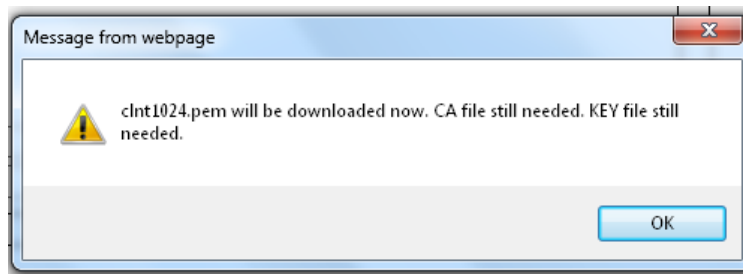 Message from webpage
clnt1024.pem will be downloaded now. CA file still needed. KEY file still
needed.
OK